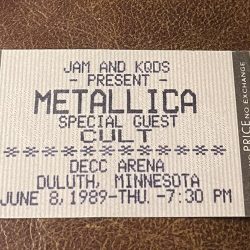 JAM AND KQDS
- PRESENT -
METALLICA
SPECIAL GUEST
CULT
DECC ARENA
DULUTH, MINNESOTA
JUNE 8, 1989-THU. -7:30 PM
PRICE NO EXCHANGE